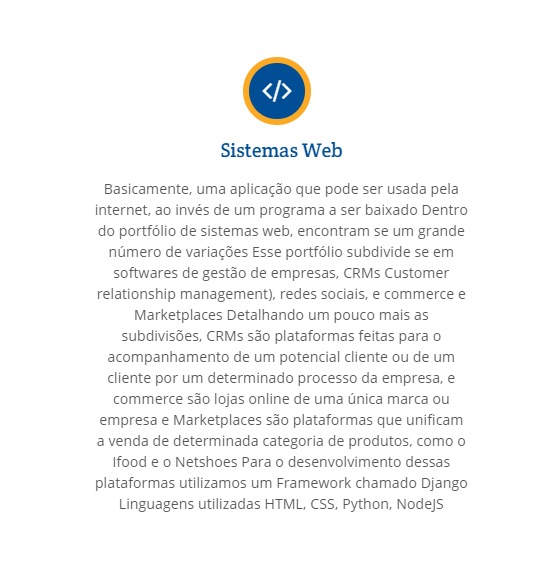 </>
Sistemas Web
Basicamente, uma aplicação que pode ser usada pela
internet, ao invés de um programa a ser baixado Dentro
do portfólio de sistemas web, encontram se um grande
número de variações Esse portfólio subdivide se em
softwares de gestão de empresas, CRMs Customer
relationship management), redes sociais, e commerce e
Marketplaces Detalhando um pouco mais as
subdivisões, CRMs são plataformas feitas para o
acompanhamento de um potencial cliente ou de um
cliente por um determinado processo da empresa, e
commerce são lojas online de uma única marca ou
empresa e Marketplaces são plataformas que unificam
a venda de determinada categoria de produtos, como o
Ifood e o Netshoes Para o desenvolvimento dessas
plataformas utilizamos um Framework chamado Django
Linguagens utilizadas HTML, CSS, Python, NodeJS